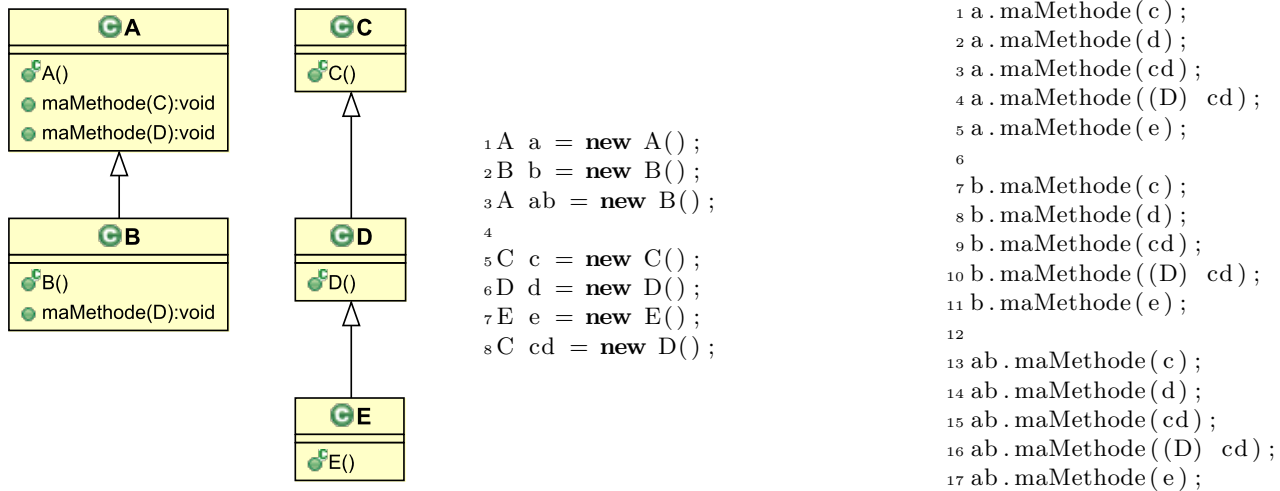 A
A()
maMethode(C):void
maMethode(D):void
B
B()
maMethode(D):void
C
C()
D
D()
E
E()
1 A a = new A();
2 B b = new B();
3 A ab = new B();
4
5 C c = new C();
6 D d = new D();
7 E e = new E();
8 C cd = new D();
1 a.maMethode(c);
2 a.maMethode(d);
3 a.maMethode(cd);
4 a.maMethode((D) cd);
5 a.maMethode(e);
6
7 b.maMethode(c);
8 b.maMethode(d);
9 b.maMethode(cd);
10 b.maMethode((D) cd);
11 b.maMethode(e);
12
13 ab.maMethode(c);
14 ab.maMethode(d);
15 ab.maMethode(cd);
16 ab.maMethode((D) cd);
17 ab.maMethode(e);